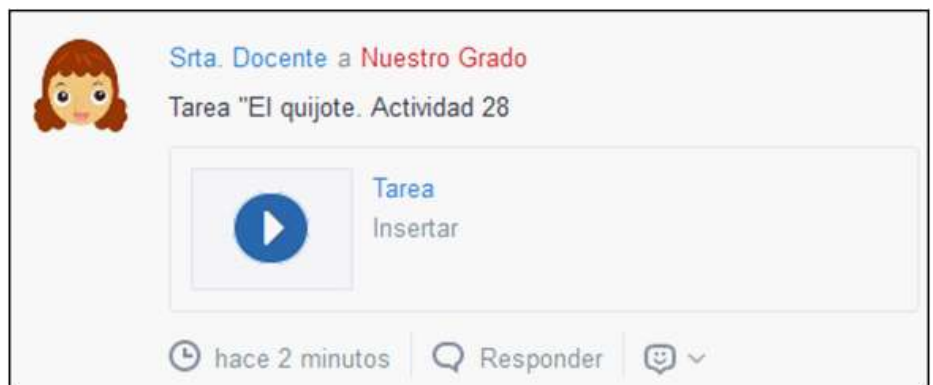 Srta. Docente a Nuestro Grado
Tarea "El quijote. Actividad 28
Tarea
Insertar
hace 2 minutos Responder